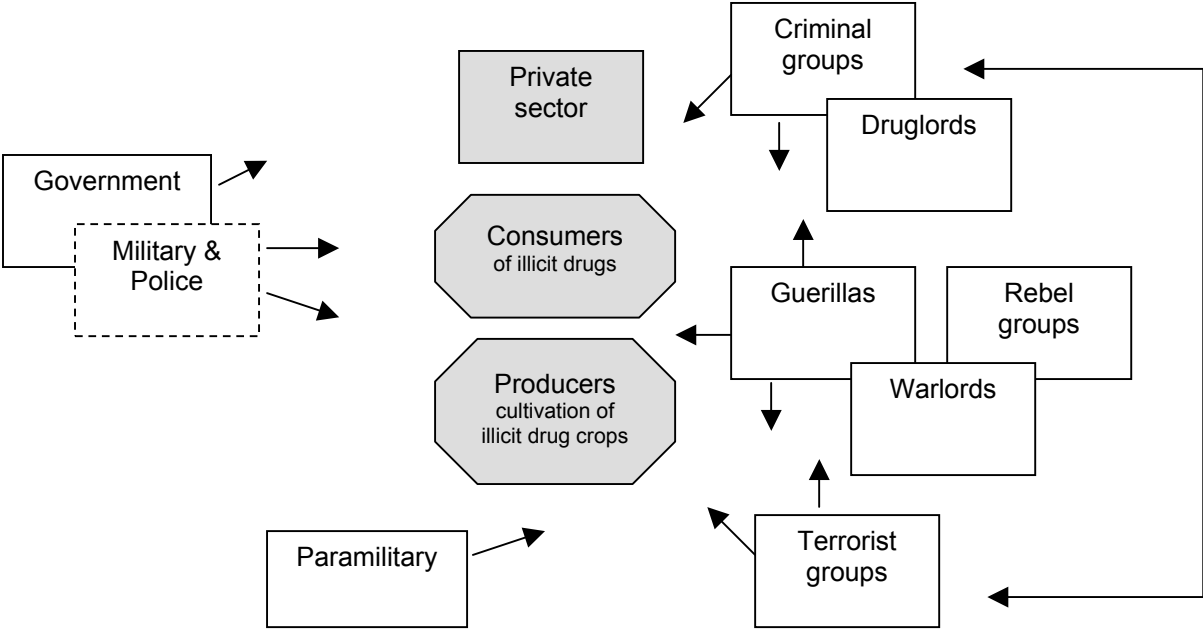 Criminal
groups
Druglords
Private
sector
Government
Military &
Police
Consumers
of illicit drugs
Guerillas
Rebel
groups
Warlords
Producers
cultivation of
illicit drug crops
Paramilitary
Terrorist
groups